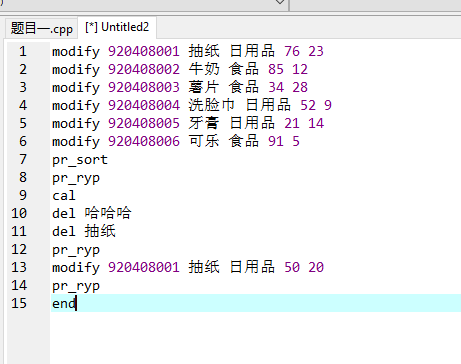 题目一.cpp [*] Untitled2
1 modify 920408001 抽纸 日用品 76 23
2 modify 920408002 牛奶 食品 85 12
3 modify 920408003 薯片 食品 34 28
4 modify 920408004 洗脸巾 日用品 52 9
5 modify 920408005 牙膏 日用品 21 14
6 modify 920408006 可乐 食品 91 5
7 pr_sort
8 pr_ryp
9 cal
10 del 哈哈哈
11 del 抽纸
12 pr_ryp
13 modify 920408001 抽纸 日用品 50 20
14 pr_ryp
15 end